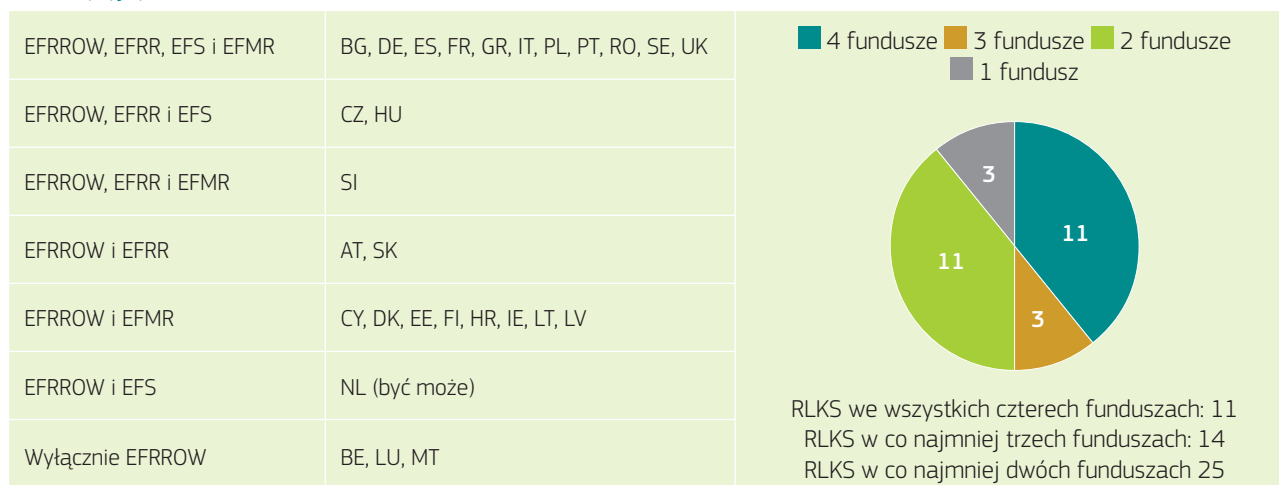 EFRROW, EFRR, EFS i EFMR
BG, DE, ES, FR, GR, IT, PL, PT, RO, SE, UK
EFRROW, EFRR i EFS
CZ, HU
EFRROW, EFRR i EFMR
SI
EFRROW i EFRR
AT, SK
EFRROW i EFMR
CY, DK, EE, FI, HR, IE, LT, LV
EFRROW i EFS
NL (być może)
Wyłącznie EFRROW
BE, LU, MT
4 fundusze 3 fundusze 2 fundusze
1 fundusz
3
11
11
3
RLKS we wszystkich czterech funduszach: 11
RLKS w co najmniej trzech funduszach: 14
RLKS w co najmniej dwóch funduszach 25